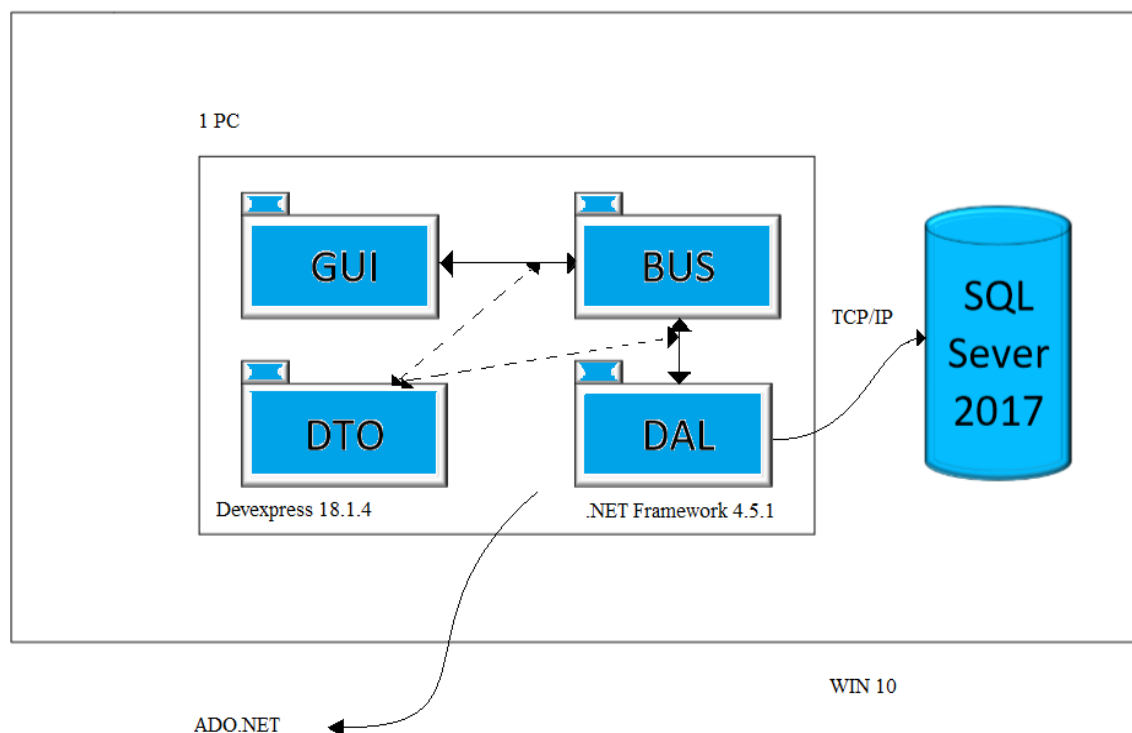 1 PC
GUI
BUS
DTO
DAL
Devexpress 18.1.4
.NET Framework 4.5.1
TCP/IP
SQL
Sever
2017
WIN 10
ADO.NET